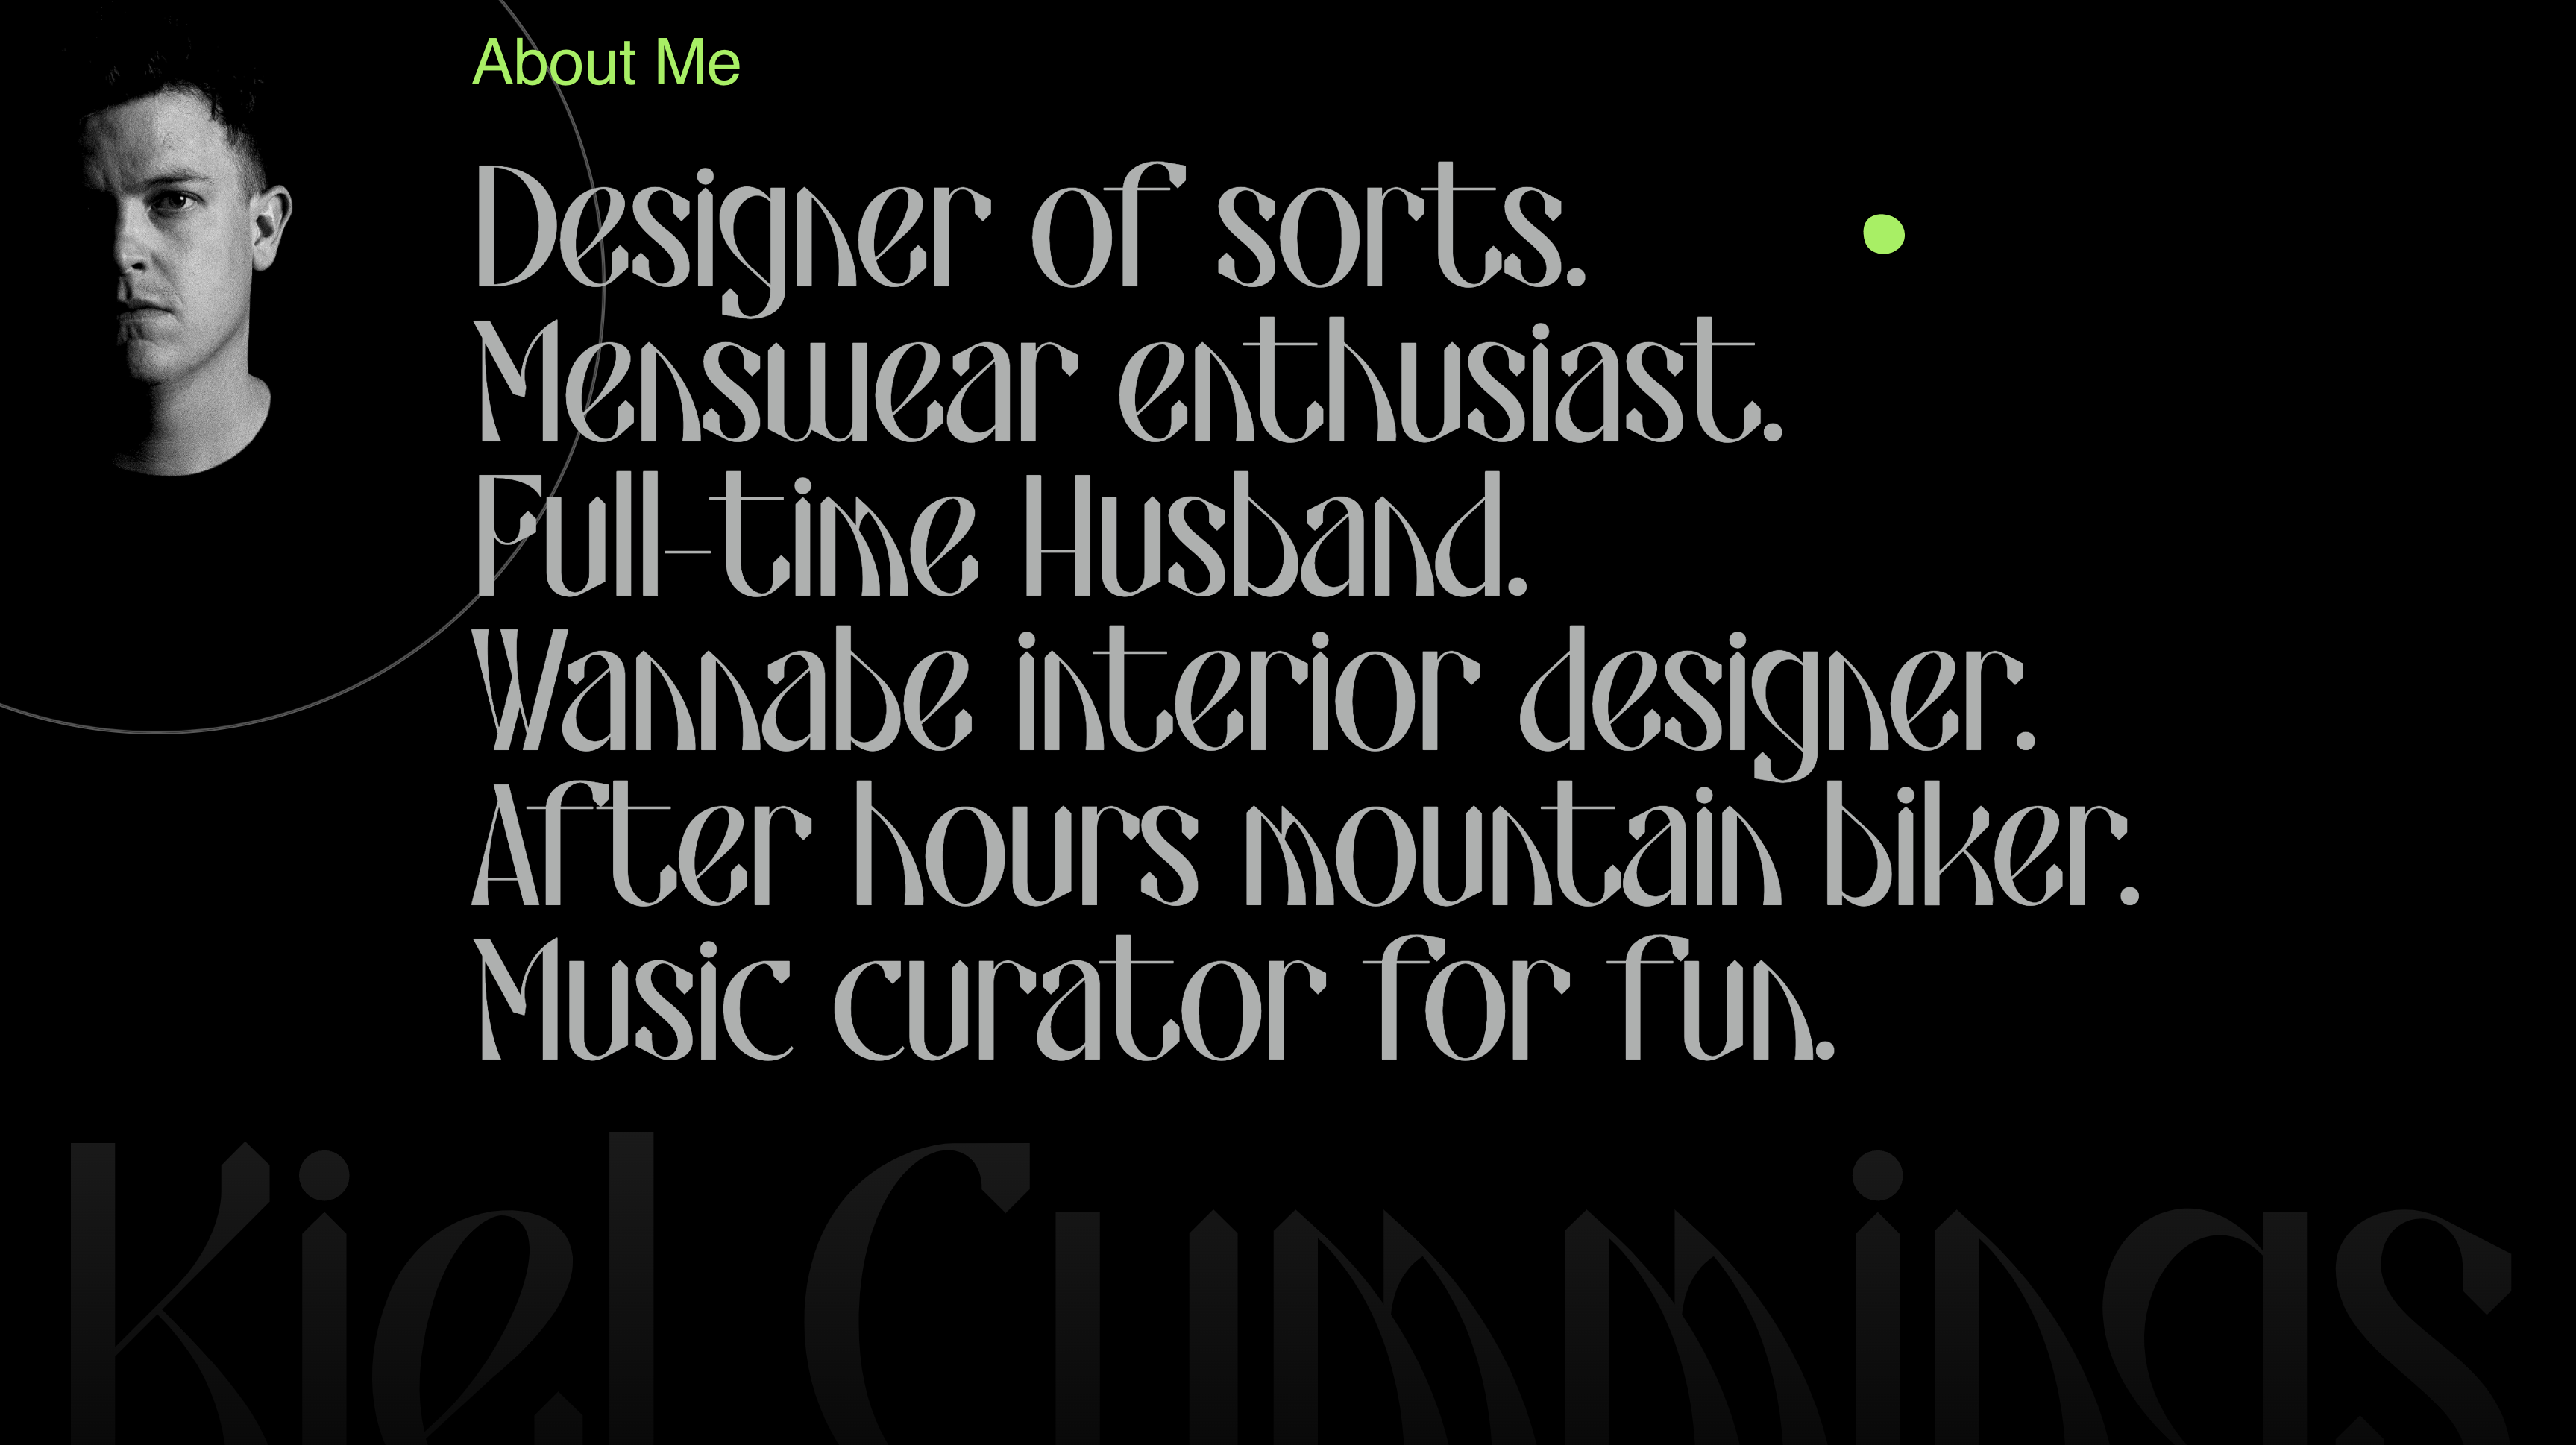 About Me
Designer of sorts.
Menswear enthusiast.
Full-time Husband.
Wannabe interior designer.
After hours mountain biker.
Music curator for fun.
Kiel Cummings